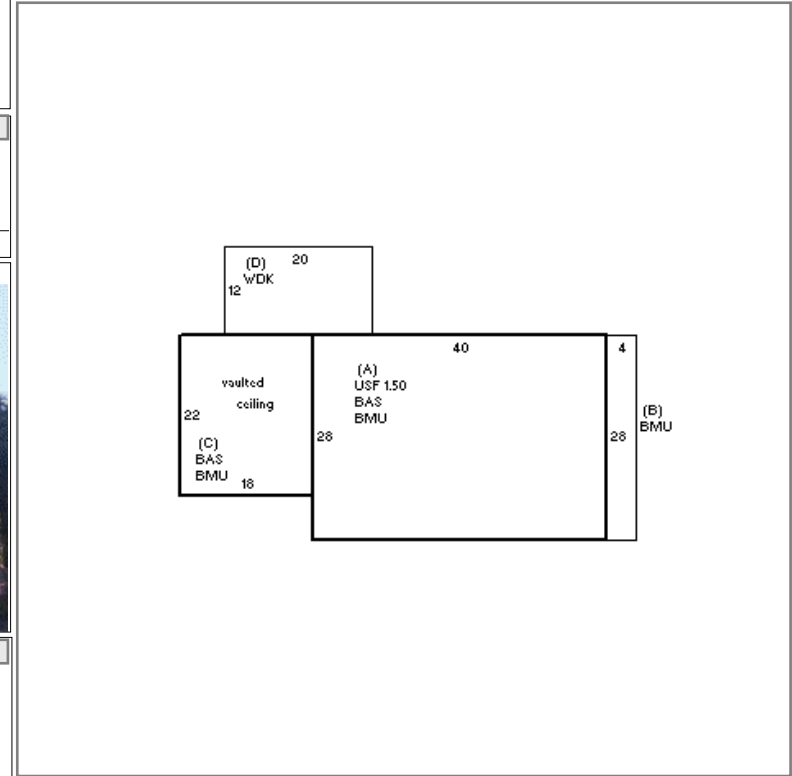 (D)
20
WDK
12
40
4
(A)
USF 1.50
BAS
BMU
vaulted
ceiling
22
28
(C)
BAS
BMU
18
28
(B)
BMU